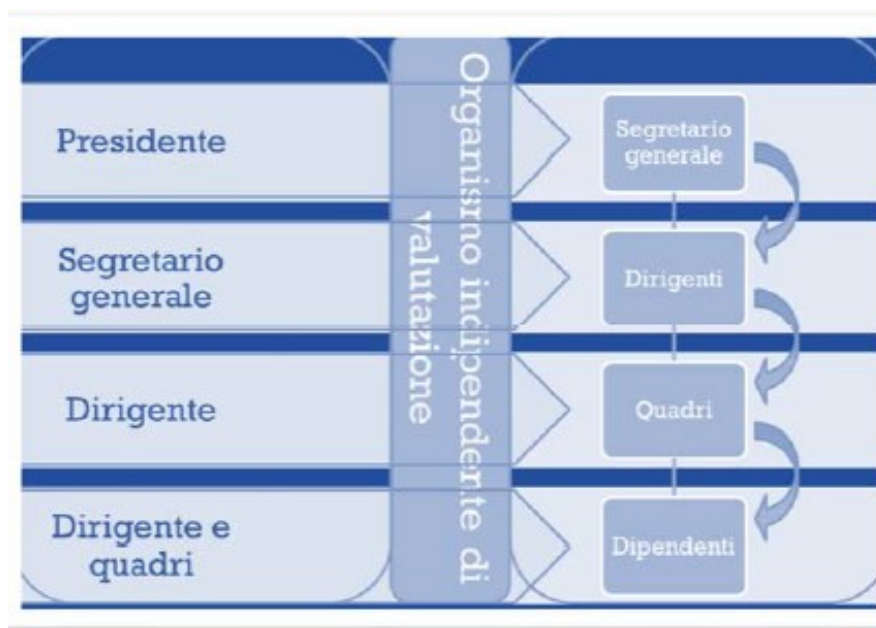 Presidente
Segretario
generale
Dirigente
Dirigente e
quadri
Organismo indipendente di
valutazione
Segretario
generale
Dirigenti
Quadri
Dipendenti